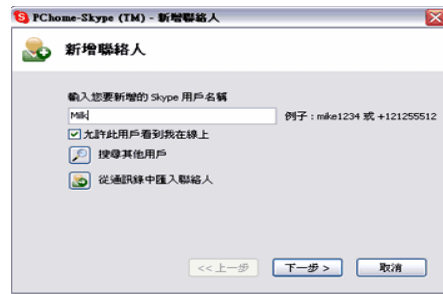 PChome-Skype (TM) - 新增聯絡人
新增聯絡人
輸入您要新增的 Skype 用戶名稱
Milk
例子 : mike1234 或 +121255512
允許此用戶看到我在線上
搜尋其他用戶
從通訊錄中匯入聯絡人
<< 上一步
下一步 >
取消